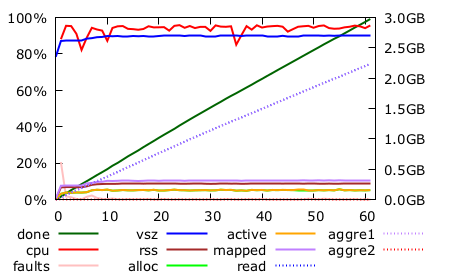 100% 3.0GB
2.5GB
80%
2.0GB
60%
1.5GB
40%
1.0GB
20%
0.5GB
0% 0.0GB
0 10 20 30 40 50 60
done vsz active aggre1
cpu rss mapped aggre2
faults alloc read